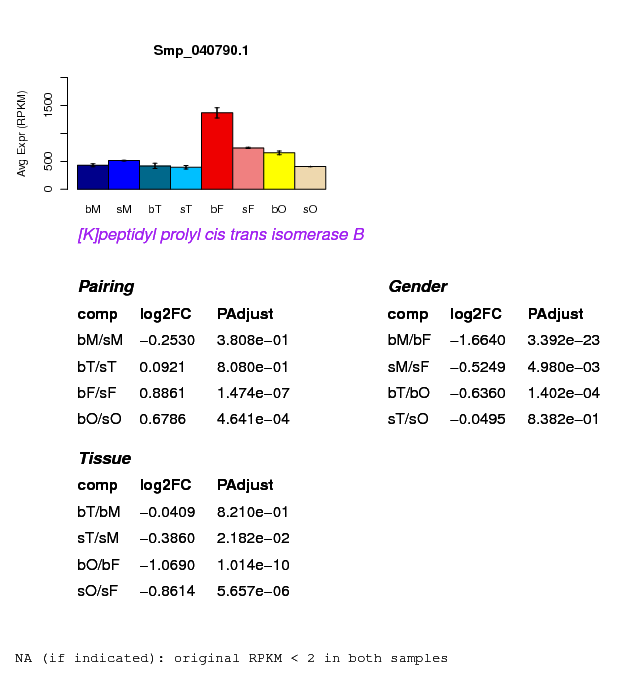 Smp_040790.1
Avg Expr (RPKM)
0 500 1500
bM sM bT sT bF sF bO sO
[K]peptidyl prolyl cis trans isomerase B
Pairing
comp log2FC PAdjust
bM/sM −0.2530 3.808e−01
bT/sT 0.0921 8.080e−01
bF/sF 0.8861 1.474e−07
bO/sO 0.6786 4.641e−04
Gender
comp log2FC PAdjust
bM/bF −1.6640 3.392e−23
sM/sF −0.5249 4.980e−03
bT/bO −0.6360 1.402e−04
sT/sO −0.0495 8.382e−01
Tissue
comp log2FC PAdjust
bT/bM −0.0409 8.210e−01
sT/sM −0.3860 2.182e−02
bO/bF −1.0690 1.014e−10
sO/sF −0.8614 5.657e−06
NA (if indicated): original RPKM < 2 in both samples